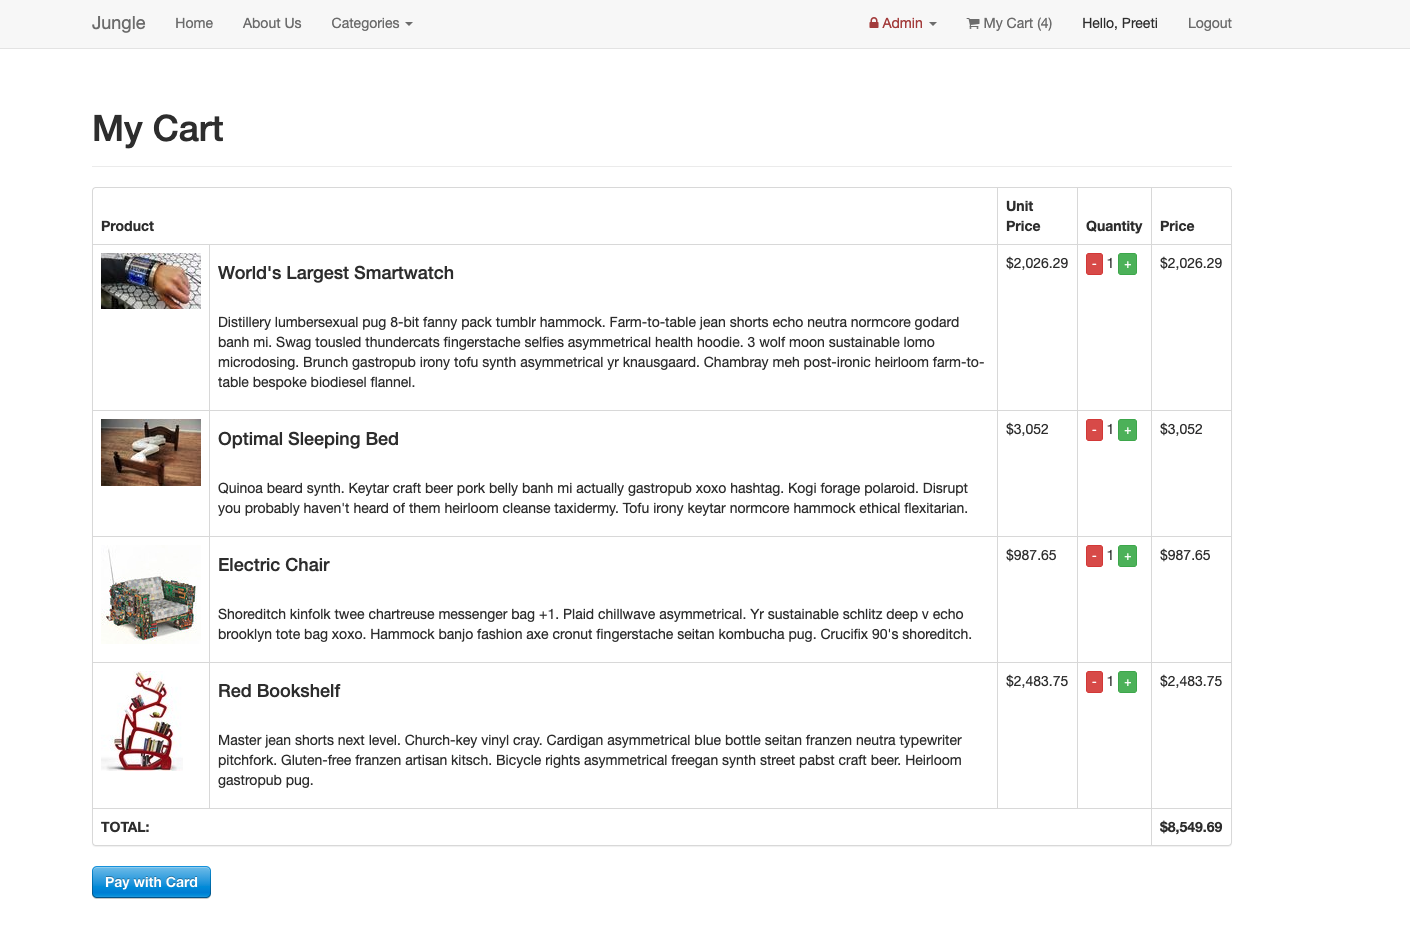 Jungle Home About Us Categories Admin My Cart (4) Hello, Preeti Logout
My Cart
Product Unit Price Quantity Price
World's Largest Smartwatch $2,026.29 - 1 + $2,026.29
Distillery lumbersexual pug 8-bit fanny pack tumblr hammock. Farm-to-table jean shorts echo neutra normcore godard
banh mi. Swag tousled thundercats fingerstache selfies asymmetrical health hoodie. 3 wolf moon sustainable lomo
microdosing. Brunch gastropub irony tofu synth asymmetrical yr knausgaard. Chambray meh post-ironic heirloom farm-to-
table bespoke biodiesel flannel.
Optimal Sleeping Bed $3,052 - 1 + $3,052
Quinoa beard synth. Keytar craft beer pork belly banh mi actually gastropub xoxo hashtag. Kogi forage polaroid. Disrupt
you probably haven't heard of them heirloom cleanse taxidermy. Tofu irony keytar normcore hammock ethical flexitarian.
Electric Chair $987.65 - 1 + $987.65
Shoreditch kinfolk twee chartreuse messenger bag +1. Plaid chillwave asymmetrical. Yr sustainable schlitz deep v echo
brooklyn tote bag xoxo. Hammock banjo fashion axe cronut fingerstache seitan kombucha pug. Crucifix 90's shoreditch.
Red Bookshelf $2,483.75 - 1 + $2,483.75
Master jean shorts next level. Church-key vinyl cray. Cardigan asymmetrical blue bottle seitan franzen neutra typewriter
pitchfork. Gluten-free franzen artisan kitsch. Bicycle rights asymmetrical freegan synth street pabst craft beer. Heirloom
gastropub pug.
TOTAL: $8,549.69
Pay with Card